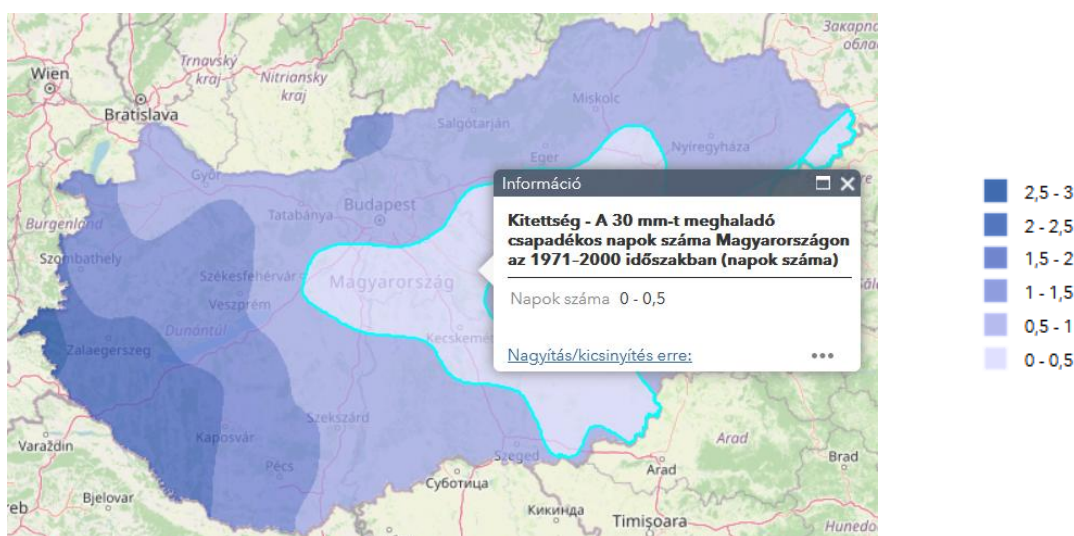 Закарпа
обла
Trnavský
kraj
Nitriansky
kraj
Wien
Bratislava
Miskolc
Salgótarján
Nyíregyháza
Eger
Győr
Budapest
Tatabánya
Burgenland
Szombathely
Székesfehérvár
Magyarország
Veszprém
Dunántúl
Kecskemé
Zalaegerszeg
Szekszárd
Kaposvár
Pécs
Szeged
Varaždin
Суботица
Arad
Arad
Brad
Bjelovar
Кикинда
Timișoara
Hunedo
eb
Információ
Kitettség - A 30 mm-t meghaladó
csapadékos napok száma Magyarországon
az 1971–2000 időszakban (napok száma)
Napok száma 0 - 0,5
Nagyítás/kicsinyítés erre:
2,5 - 3
2 - 2,5
1,5 - 2
1 - 1,5
0,5 - 1
0 - 0,5